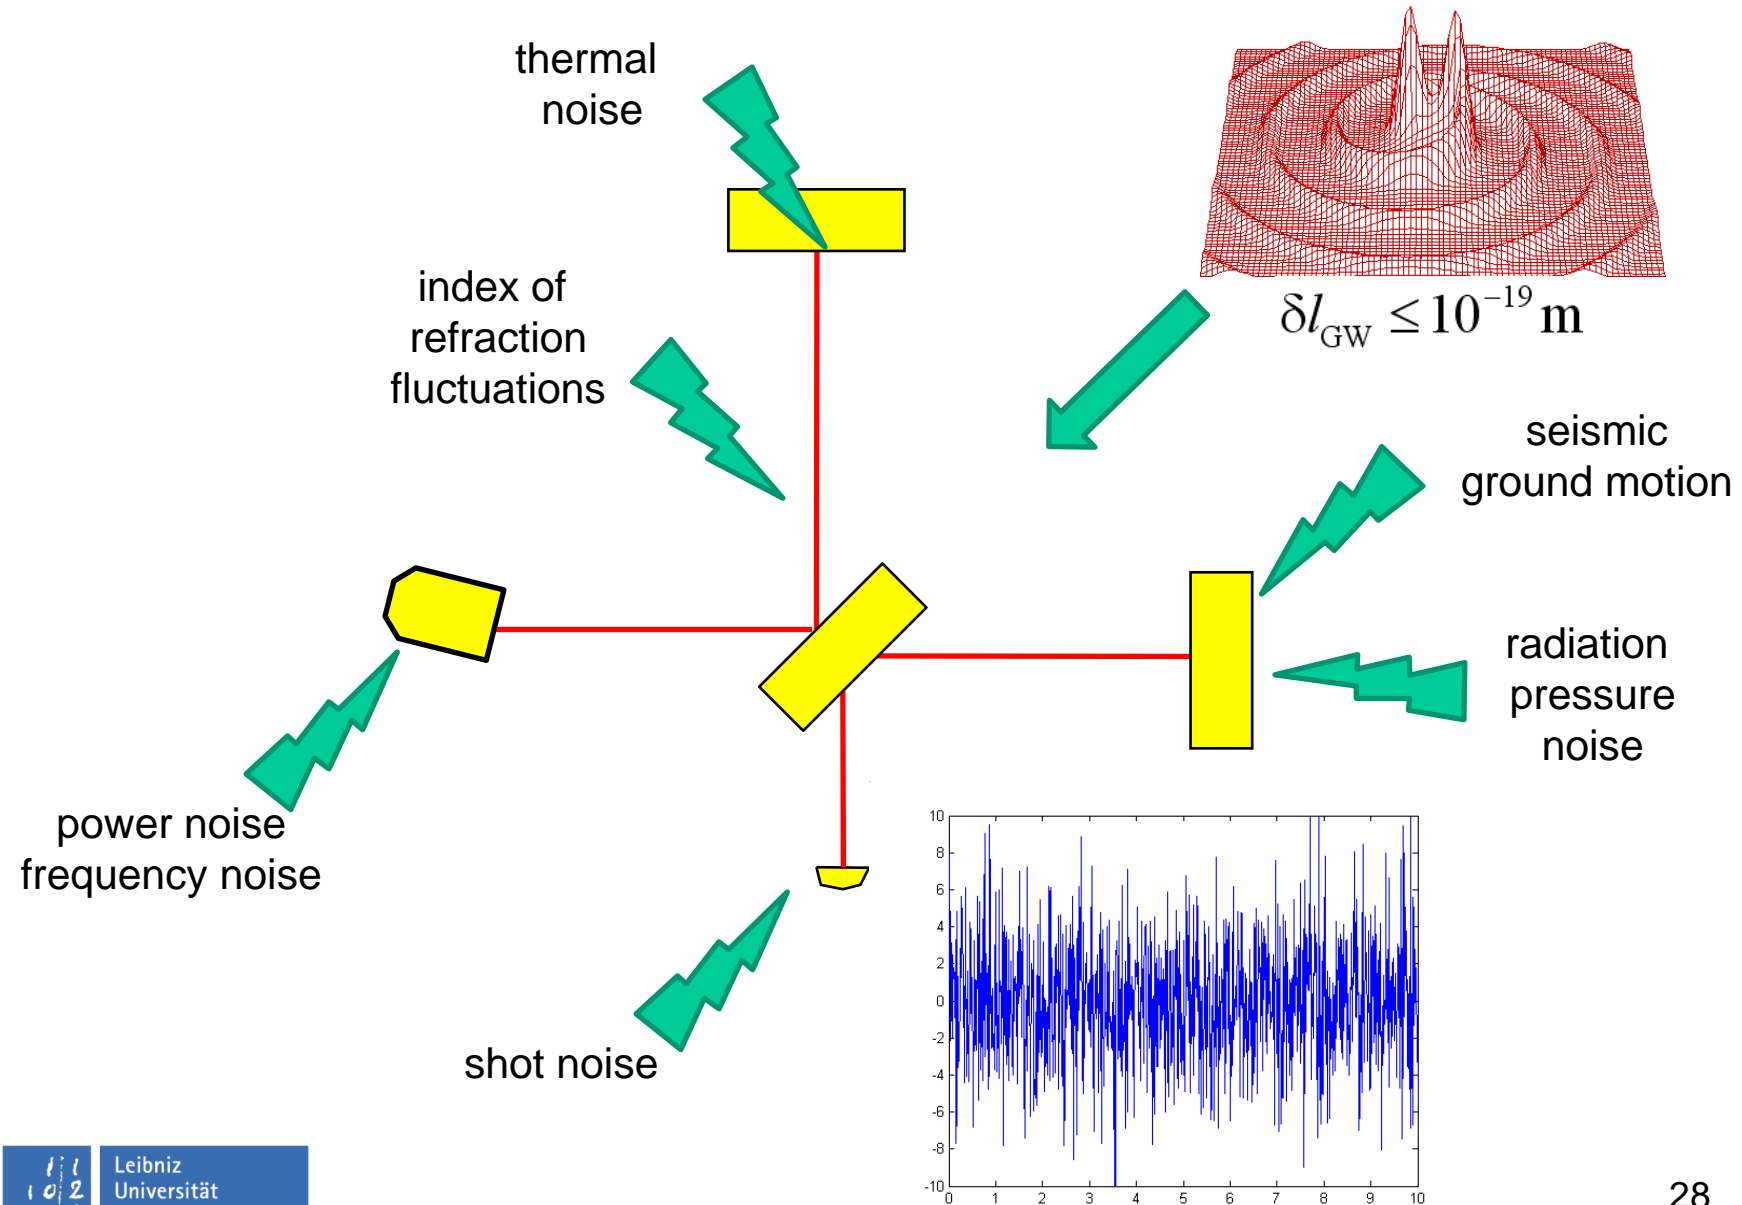 thermal
noise
index of
refraction
fluctuations
δl_GW ≤ 10⁻¹⁹ m
seismic
ground motion
radiation
pressure
noise
power noise
frequency noise
shot noise
10
8
6
4
2
0
-2
-4
-6
-8
-10
0 1 2 3 4 5 6 7 8 9 10
Leibniz
Universität
28